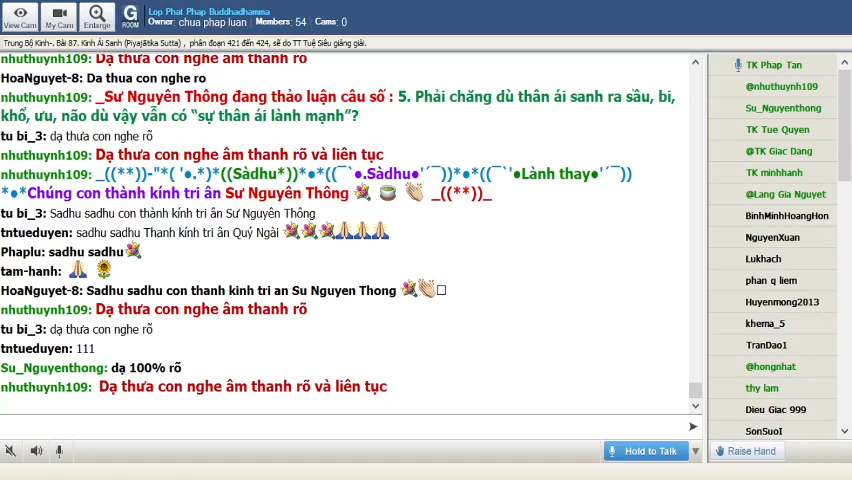 View Cam
My Cam
Enlarge
G
ROOM
Lop Phat Phap Buddhadhamma
Owner: chua phap luan Members: 54 Cams: 0
Trung Bộ Kinh-. Bài 87. Kinh Ái Sanh (Piyajātika Sutta) , phân đoạn 421 đến 424, sẽ do TT Tuệ Siêu giảng giải.
nhuthuynh109: Dạ thưa con nghe âm thanh rõ
HoaNguyet-8: Da thua con nghe ro
nhuthuynh109: _Sư Nguyên Thông đang thảo luận câu số : 5. Phải chăng dù thân ái sanh ra sầu, bi,
khổ, ưu, não dù vậy vẫn có “sự thân ái lành mạnh”?
tu bi_3: dạ thưa con nghe rõ
nhuthuynh109: Dạ thưa con nghe âm thanh rõ và liên tục
nhuthuynh109: _((**))-"*( '●.*)*((Sàdhu*))*●*((¯`●.Sàdhu●'´¯))*●*((¯`'●Lành thay●'´¯))
*●*Chúng con thành kính tri ân Sư Nguyên Thông _((**))_
tu bi_3: Sadhu sadhu con thành kính tri ân Sư Nguyên Thông
tntueduyen: sadhu sadhu Thanh kính tri ân Quý Ngài
Phaplu: sadhu sadhu
tam-hanh:
HoaNguyet-8: Sadhu sadhu con thanh kinh tri an Su Nguyen Thong
nhuthuynh109: Dạ thưa con nghe âm thanh rõ
tu bi_3: dạ thưa con nghe rõ
tntueduyen: 111
Su_Nguyenthong: dạ 100% rõ
nhuthuynh109: Dạ thưa con nghe âm thanh rõ và liên tục
Hold to Talk
TK Phap Tan
@nhuthuynh109
Su_Nguyenthong
TK Tue Quyen
@TK Giac Dang
TK minhhanh
@Lang Gia Nguyet
BinhMinhHoangHon
NguyenXuan
Lukhach
phan q liem
Huyenmong2013
khema_5
TranDao1
@hongnhat
thy lam
Dieu Giac 999
SonSuoI
Raise Hand